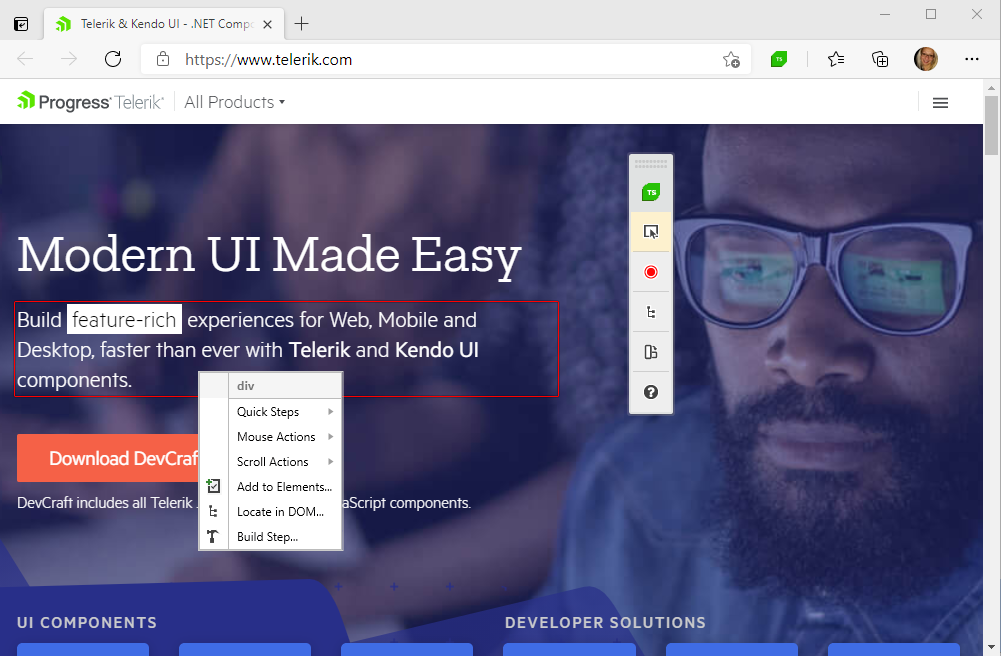 Telerik & Kendo UI - .NET Comp
https://www.telerik.com
Progress Telerik
All Products
TS
TS
Modern UI Made Easy
Build feature-rich experiences for Web, Mobile and
Desktop, faster than ever with Telerik and Kendo UI
components.
div
Quick Steps
Mouse Actions
Scroll Actions
Add to Elements...
Locate in DOM...
Build Step...
Download DevCraf
DevCraft includes all Telerik . aScript components.
UI COMPONENTS
DEVELOPER SOLUTIONS